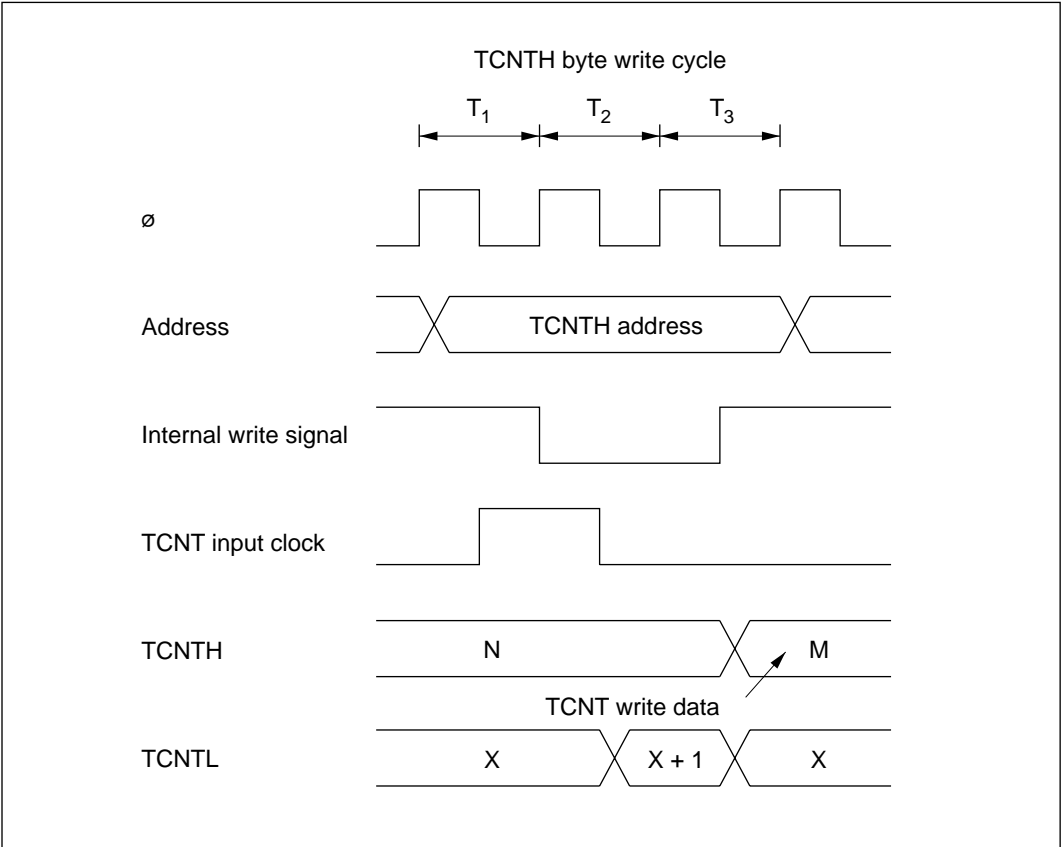 TCNTH byte write cycle
T1 T2 T3
ø
Address TCNTH address
Internal write signal
TCNT input clock
TCNTH N M
TCNT write data
TCNTL X X + 1 X